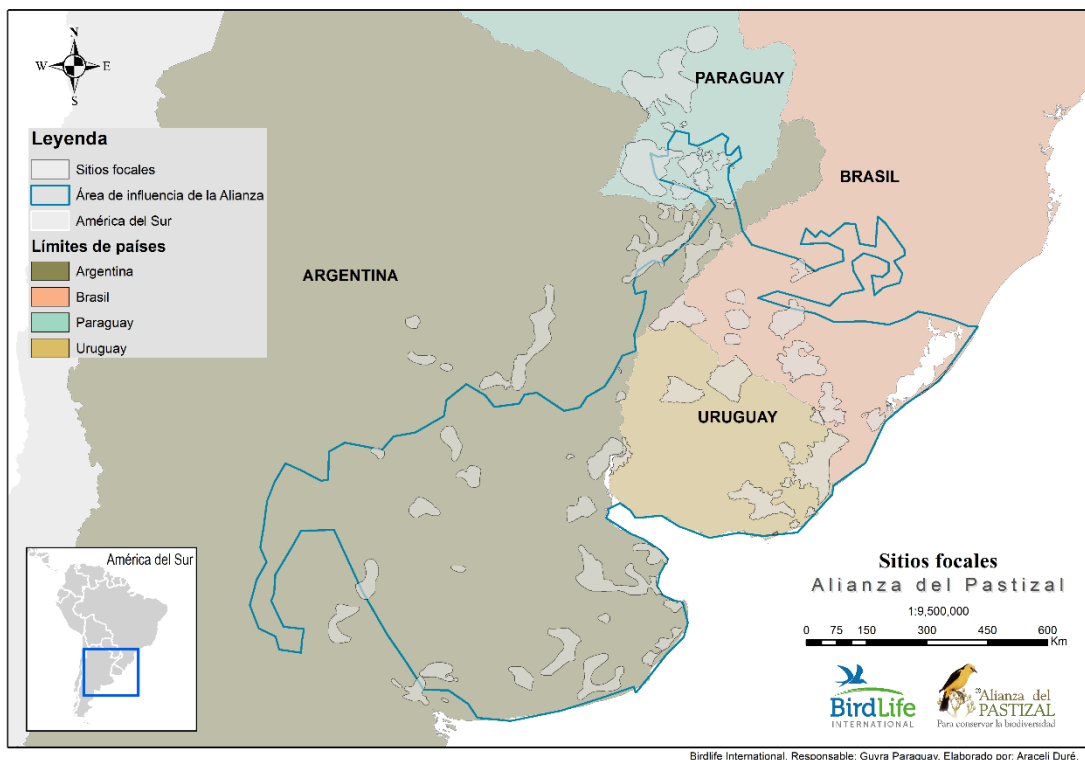 N
W E
S
Leyenda
Sitios focales
Área de influencia de la Alianza
América del Sur
Límites de países
Argentina
Brasil
Paraguay
Uruguay
PARAGUAY
BRASIL
ARGENTINA
URUGUAY
América del Sur
Sitios focales
Alianza del Pastizal
1:9,500,000
0 75 150 300 450 600
Km
BirdLife
INTERNATIONAL
Alianza del
PASTIZAL
Para conservar la biodiversidad
Birdlife International. Responsable: Guyra Paraguay. Elaborado por: Araceli Duré.